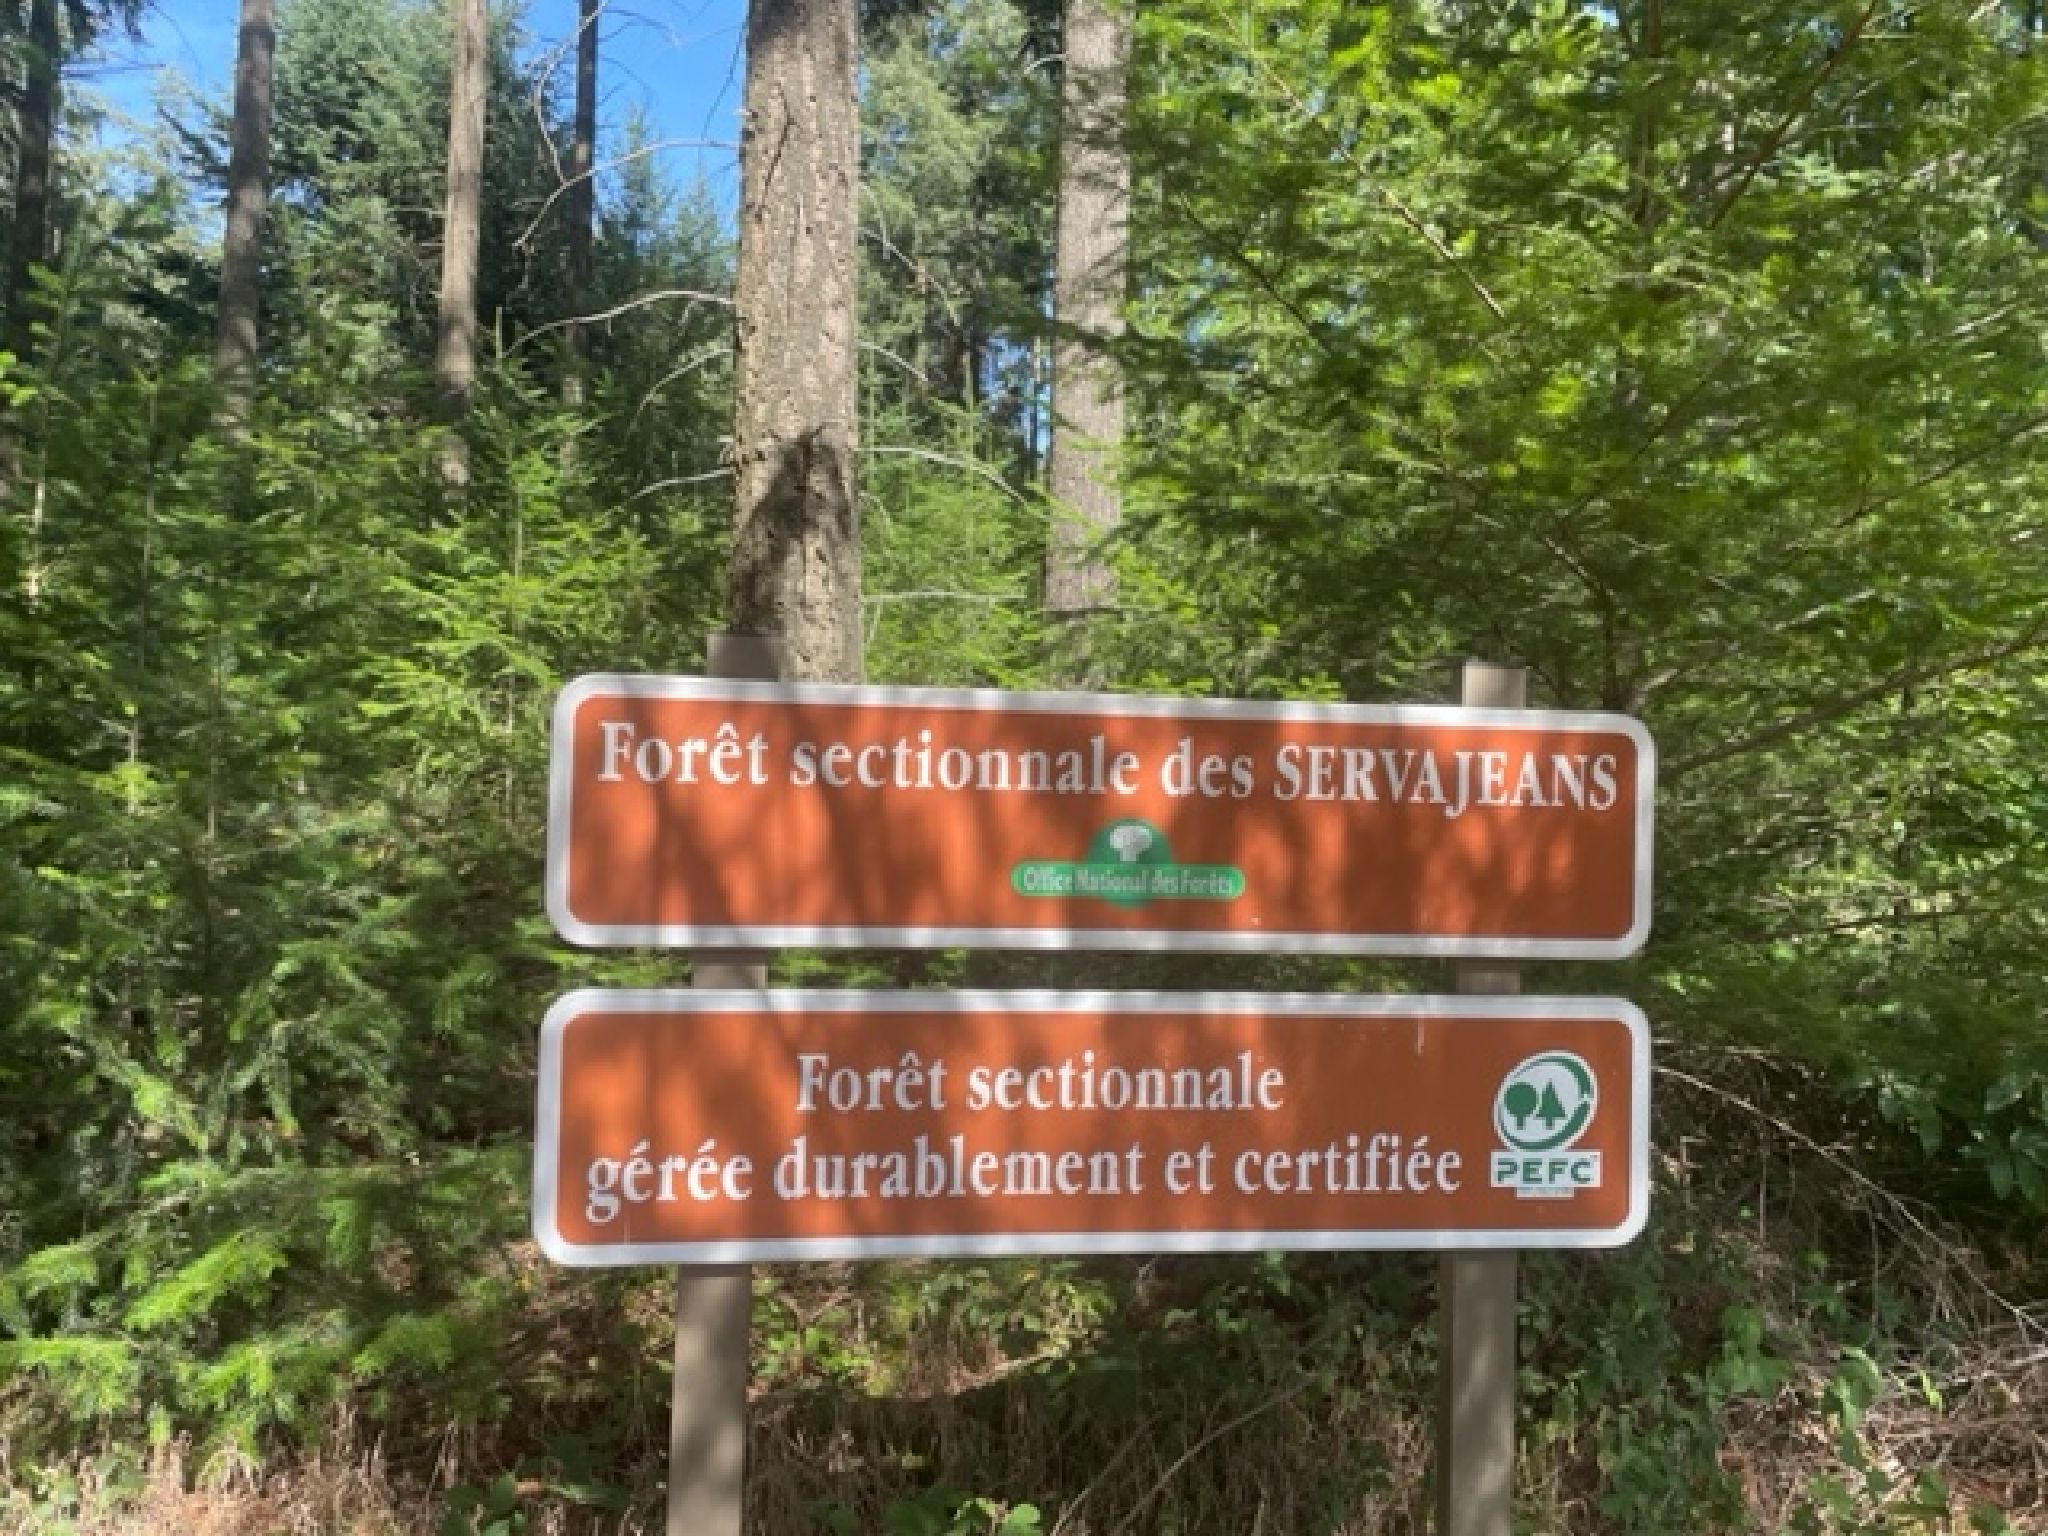 Forêt sectionnale des SERVAJEANS
Office National des Forêts
Forêt sectionnale
gérée durablement et certifiée
PEFC